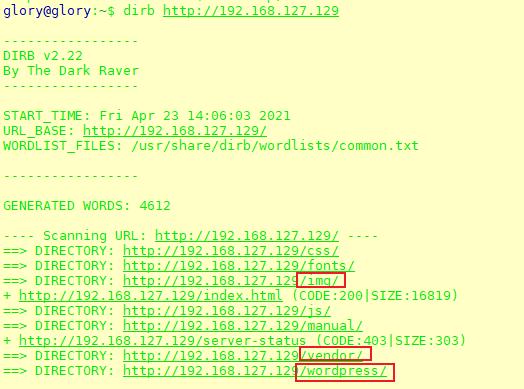 glory@glory:~$ dirb http://192.168.127.129
-----------------
DIRB v2.22
By The Dark Raver
-----------------
START_TIME: Fri Apr 23 14:06:03 2021
URL_BASE: http://192.168.127.129/
WORDLIST_FILES: /usr/share/dirb/wordlists/common.txt
-----------------
GENERATED WORDS: 4612
---- Scanning URL: http://192.168.127.129/ ----
==> DIRECTORY: http://192.168.127.129/css/
==> DIRECTORY: http://192.168.127.129/fonts/
==> DIRECTORY: http://192.168.127.129/img/
+ http://192.168.127.129/index.html (CODE:200|SIZE:16819)
==> DIRECTORY: http://192.168.127.129/js/
==> DIRECTORY: http://192.168.127.129/manual/
+ http://192.168.127.129/server-status (CODE:403|SIZE:303)
==> DIRECTORY: http://192.168.127.129/vendor/
==> DIRECTORY: http://192.168.127.129/wordpress/